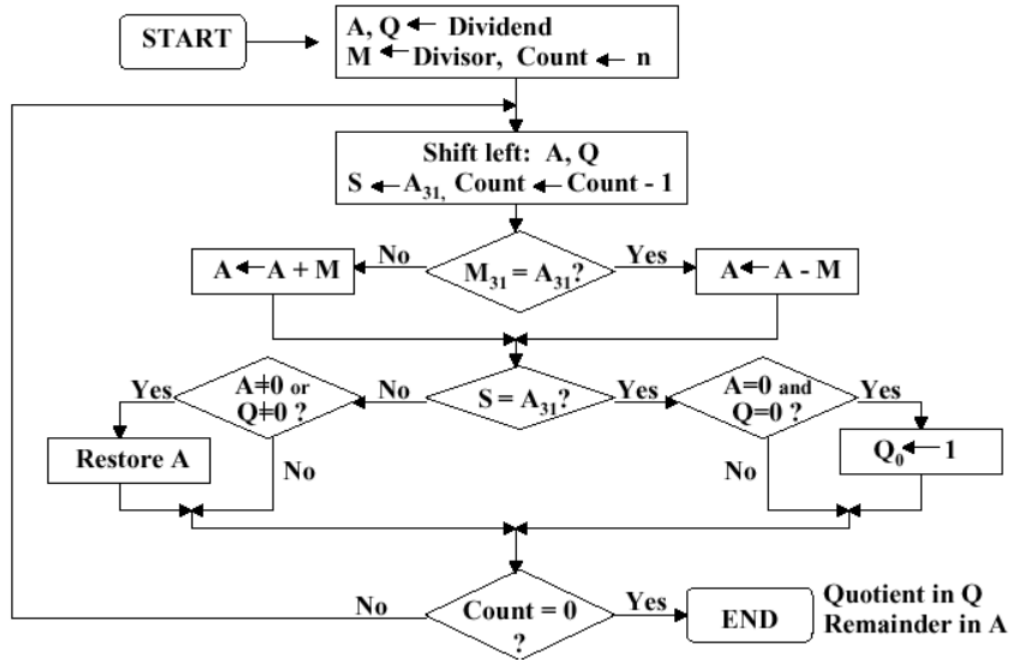 START
A, Q ← Dividend
M ← Divisor, Count ← n
Shift left: A, Q
S ← A31, Count ← Count - 1
No
Yes
A ← A + M
M31 = A31?
A ← A - M
Yes
A≠0 or
Q≠0 ?
No
S = A31?
Yes
A=0 and
Q=0 ?
Yes
Restore A
No
No
Q0 ← 1
No
Count = 0
?
Yes
END
Quotient in Q
Remainder in A